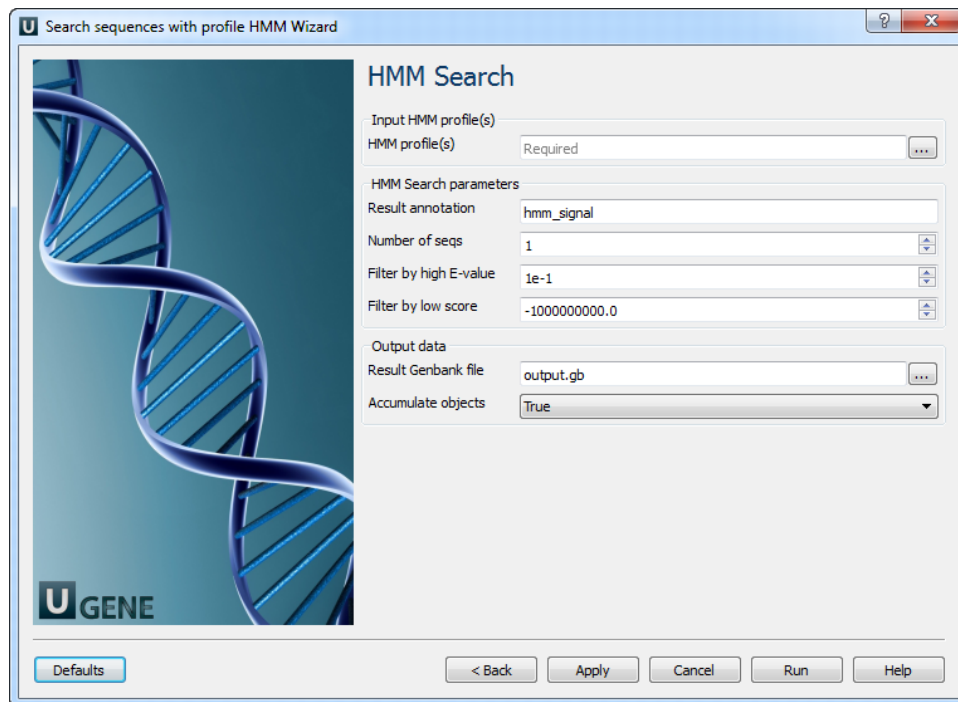 U Search sequences with profile HMM Wizard ?
HMM Search
Input HMM profile(s)
HMM profile(s) Required ...
HMM Search parameters
Result annotation hmm_signal
Number of seqs 1
Filter by high E-value 1e-1
Filter by low score -1000000000.0
Output data
Result Genbank file output.gb ...
Accumulate objects True
U GENE
Defaults < Back Apply Cancel Run Help